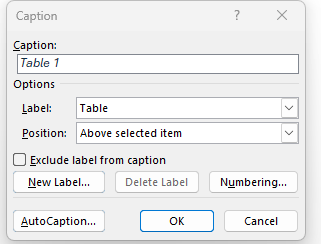 Caption
Caption:
Table 1
Options
Label: Table
Position: Above selected item
Exclude label from caption
New Label... Delete Label Numbering...
AutoCaption... OK Cancel